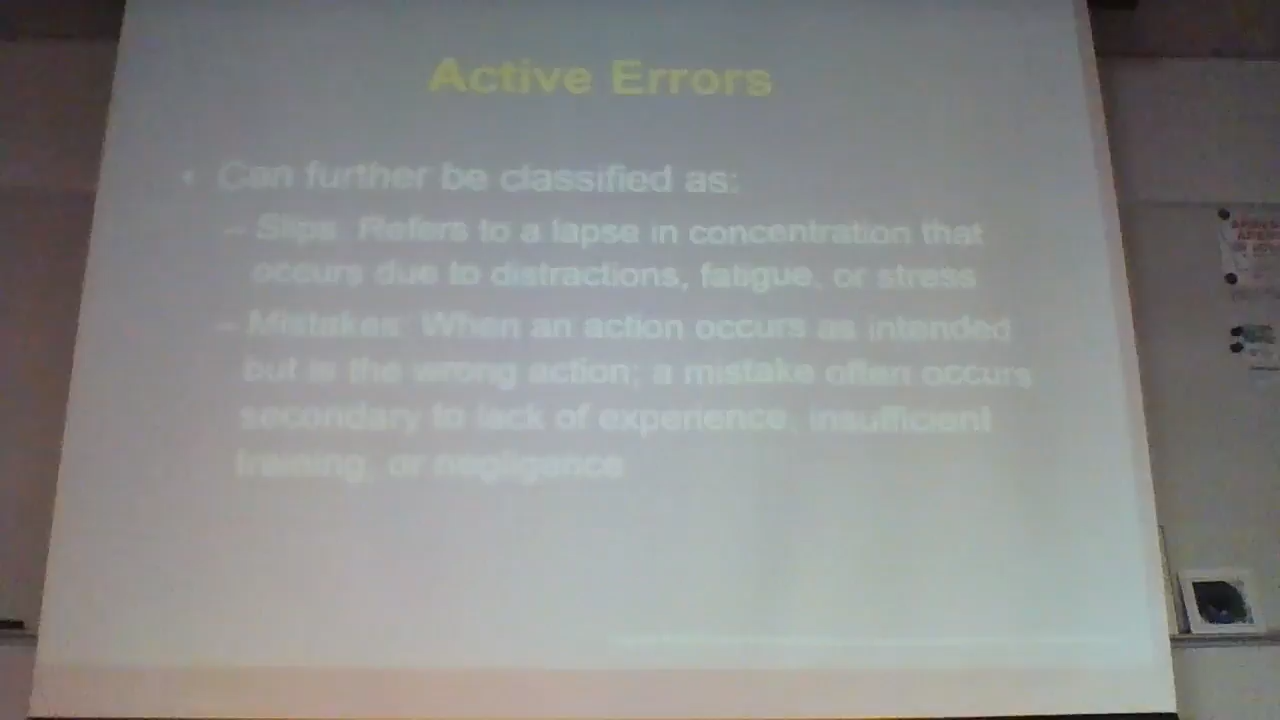 Active Errors
• Can further be classified as:
– Slips: Refers to a lapse in concentration that
occurs due to distractions, fatigue, or stress
– Mistakes: When an action occurs as intended
but is the wrong action; a mistake often occurs
secondary to lack of experience, insufficient
training, or negligence